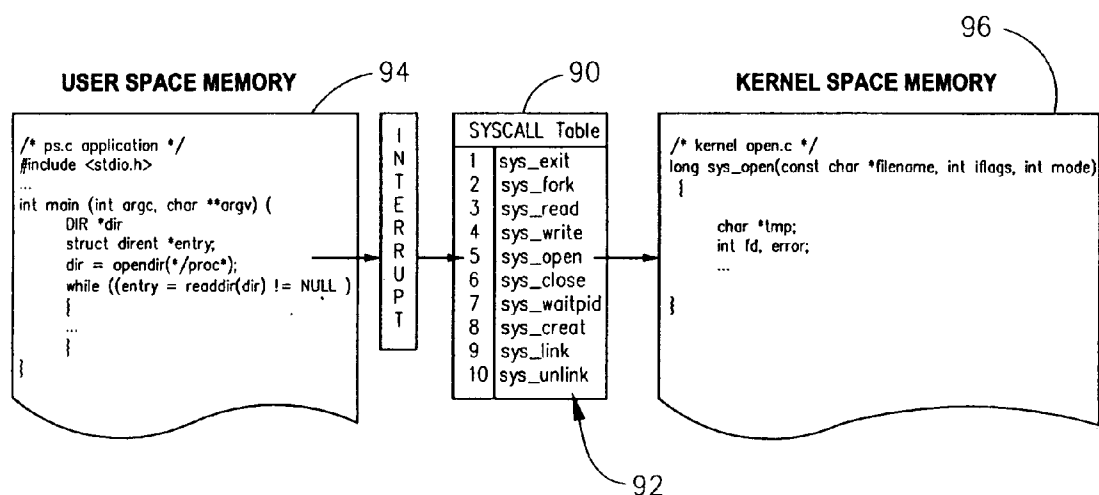 96
94
90
USER SPACE MEMORY
KERNEL SPACE MEMORY
/* ps.c application */
#include <stdio.h>
...
int main (int argc, char **argv) (
DIR *dir
struct dirent *entry;
dir = opendir(*/proc*);
while ((entry = readdir(dir) != NULL )
{
...
}
}
INTERRUPT
SYSCALL Table
1 sys_exit
2 sys_fork
3 sys_read
4 sys_write
5 sys_open
6 sys_close
7 sys_waitpid
8 sys_creat
9 sys_link
10 sys_unlink
92
/* kernel open.c */
long sys_open(const char *filename, int iflags, int mode)
{
char *tmp;
int fd, error;
...
}